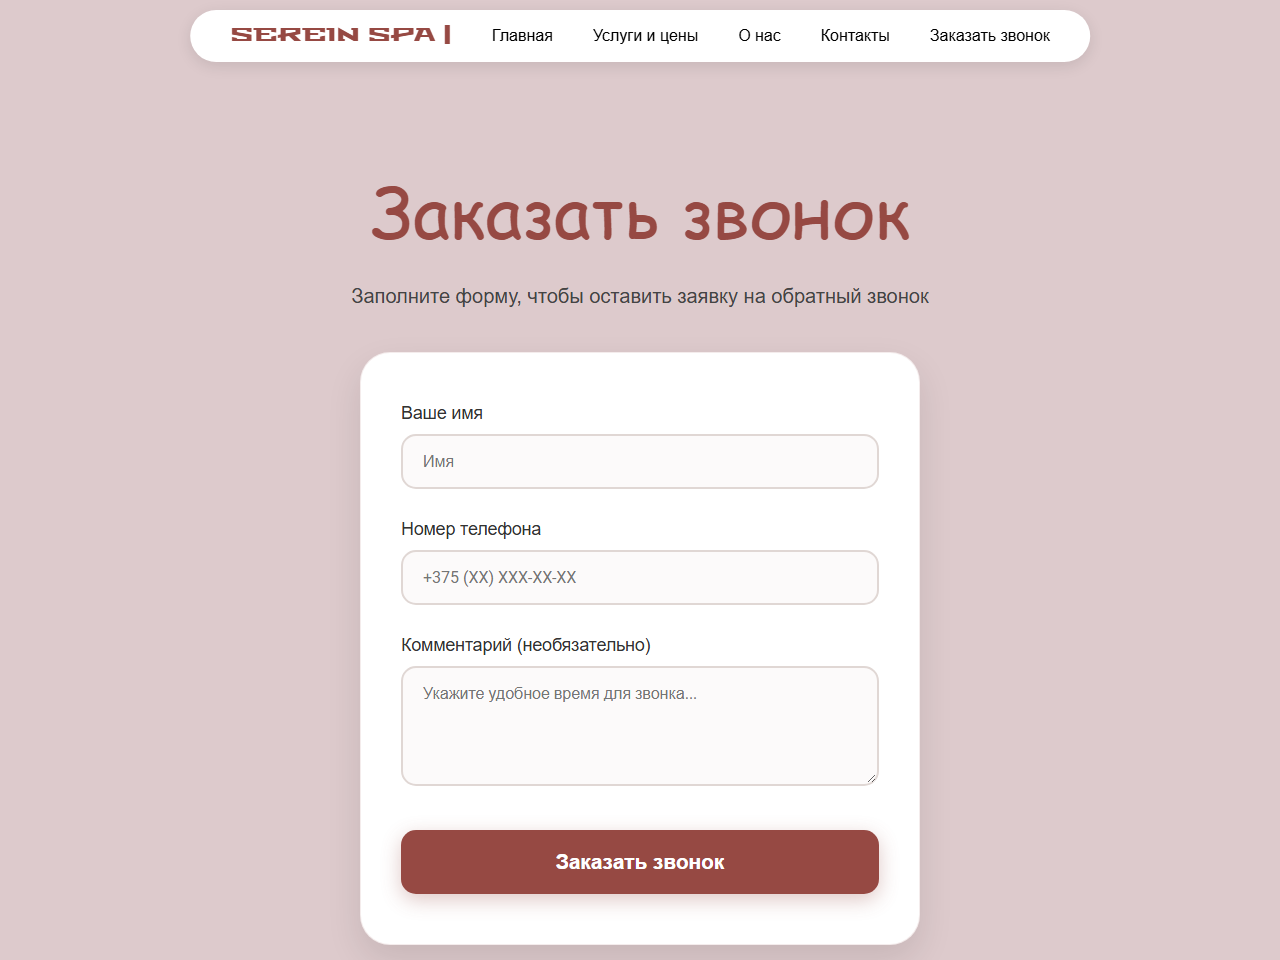 SEREIN SPA |
Главная
Услуги и цены
О нас
Контакты
Заказать звонок
Заказать звонок
Заполните форму, чтобы оставить заявку на обратный звонок
Ваше имя
Имя
Номер телефона
+375 (XX) XXX-XX-XX
Комментарий (необязательно)
Укажите удобное время для звонка...
Заказать звонок